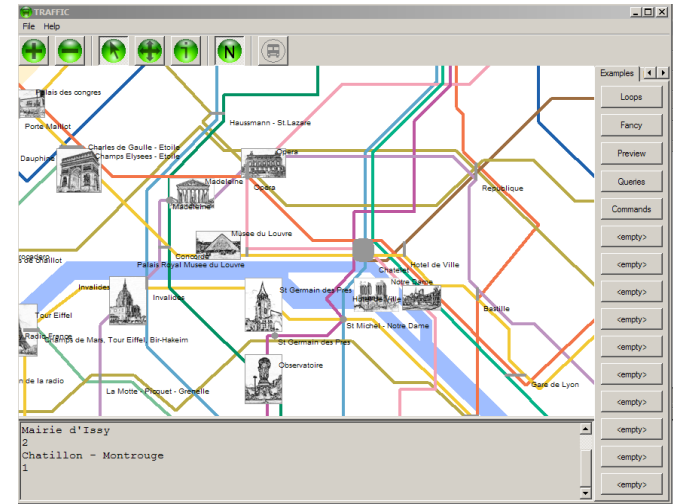 TRAFFIC
File Help
N
Examples
Palais des congres
Loops
Porte Maillot
Haussmann - St.Lazare
Fancy
Charles de Gaulle - Etoile
Opera
Dauphine
Champs Elysees - Etoile
Preview
Madeleine
Opera
Republique
Queries
Madeleine
Commands
Musee du Louvre
<empty>
Concorde
Palais Royal Musee du Louvre
Hotel de Ville
Chatelet
<empty>
Invalides
St Germain des Pres
Notre Dame
Invalides
Hotel de Ville
<empty>
Bastille
Tour Eiffel
St Michel - Notre Dame
<empty>
Radio France
Champs de Mars, Tour Eiffel, Bir-Hakeim
St Germain des Pres
<empty>
Observatoire
n de la radio
La Motte - Picquet - Grenelle
Gare de Lyon
<empty>
<empty>
<empty>
<empty>
<empty>
Mairie d'Issy
2
Chatillon - Montrouge
1